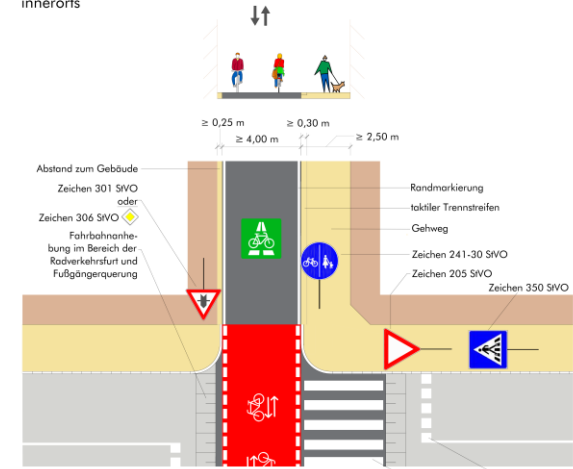 innerorts
≥ 0,25 m
≥ 0,30 m
≥ 4,00 m
≥ 2,50 m
Abstand zum Gebäude
Zeichen 301 StVO
oder
Zeichen 306 StVO
Fahrbahnanhe-
bung im Bereich der
Radverkehrsfurt und
Fußgängerquerung
Randmarkierung
taktiler Trennstreifen
Gehweg
Zeichen 241-30 StVO
Zeichen 205 StVO
Zeichen 350 StVO